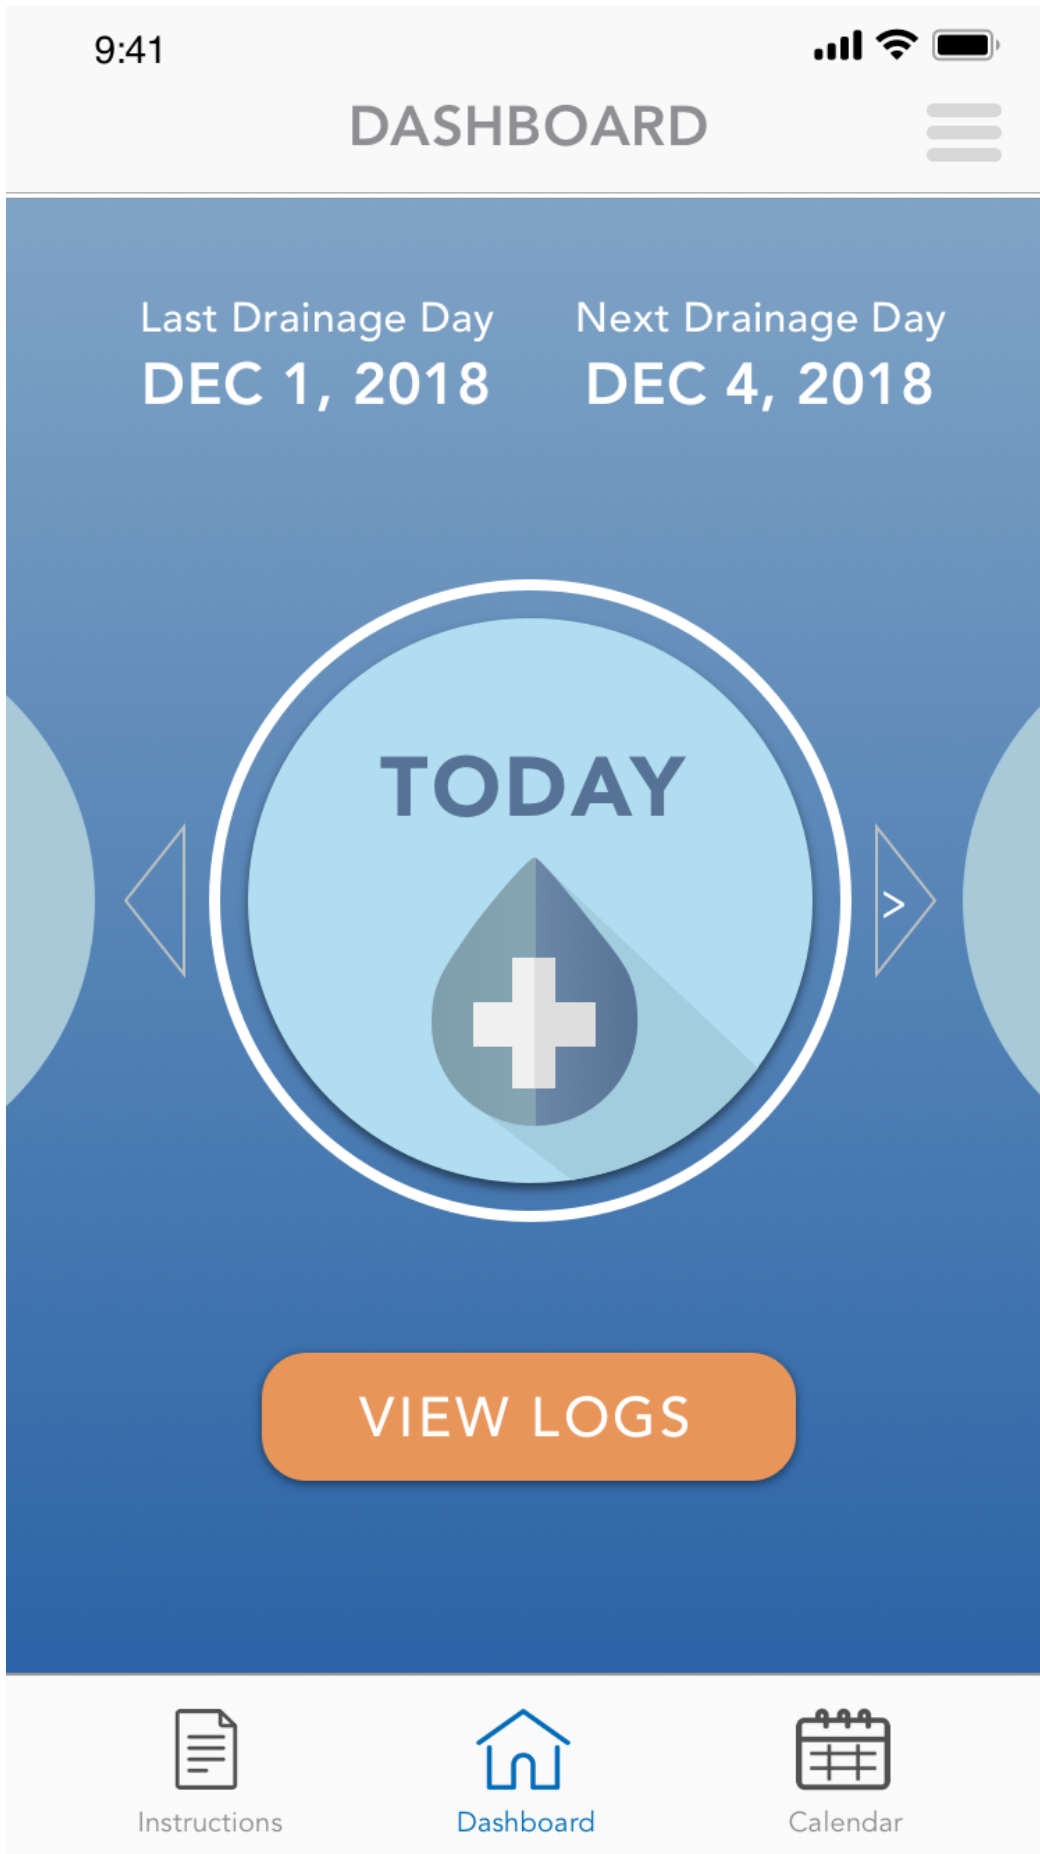 9:41
DASHBOARD
Last Drainage Day
DEC 1, 2018
Next Drainage Day
DEC 4, 2018
TODAY
>
VIEW LOGS
Instructions
Dashboard
Calendar